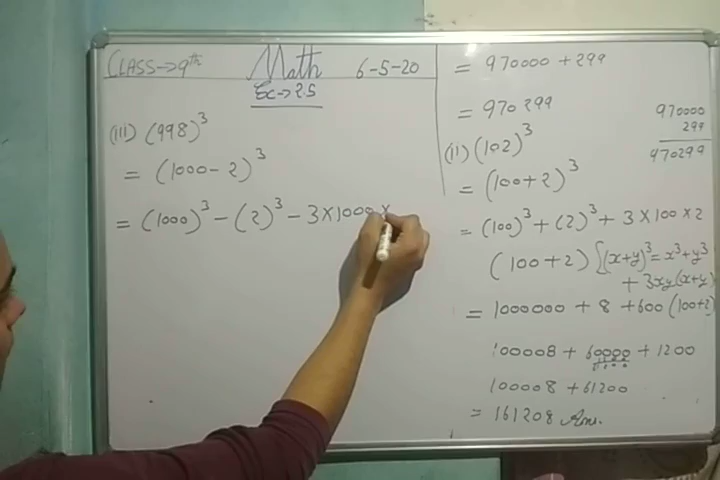 CLASS→9th Math 6-5-20
Ex→2.5
(iii) (998)³
= (1000-2)³
= (1000)³ - (2)³ - 3×1000×
= 970000 + 299
= 970299
970000
299
970299
(ii) (102)³
= (100+2)³
= (100)³ + (2)³ + 3×100×2
(100+2) [(x+y)³ = x³+y³
+ 3xy(x+y)
= 1000000 + 8 + 600 (100+2)
100008 + 60000 + 1200
100008 + 61200
= 161208 Ans.